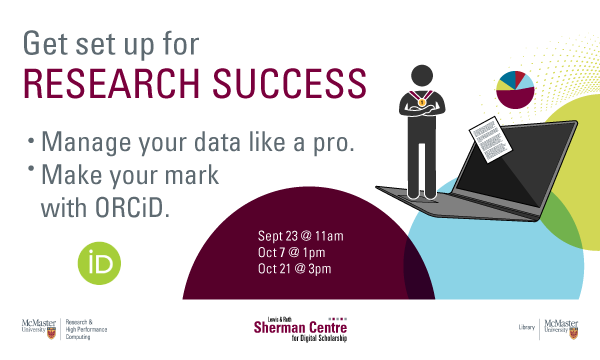 Get set up for
RESEARCH SUCCESS
• Manage your data like a pro.
• Make your mark
with ORCiD.
iD
Sept 23 @ 11am
Oct 7 @ 1pm
Oct 21 @ 3pm
McMaster
University
Research &
High Performance
Computing
Lewis & Ruth
Sherman Centre
for Digital Scholarship
Library
McMaster
University